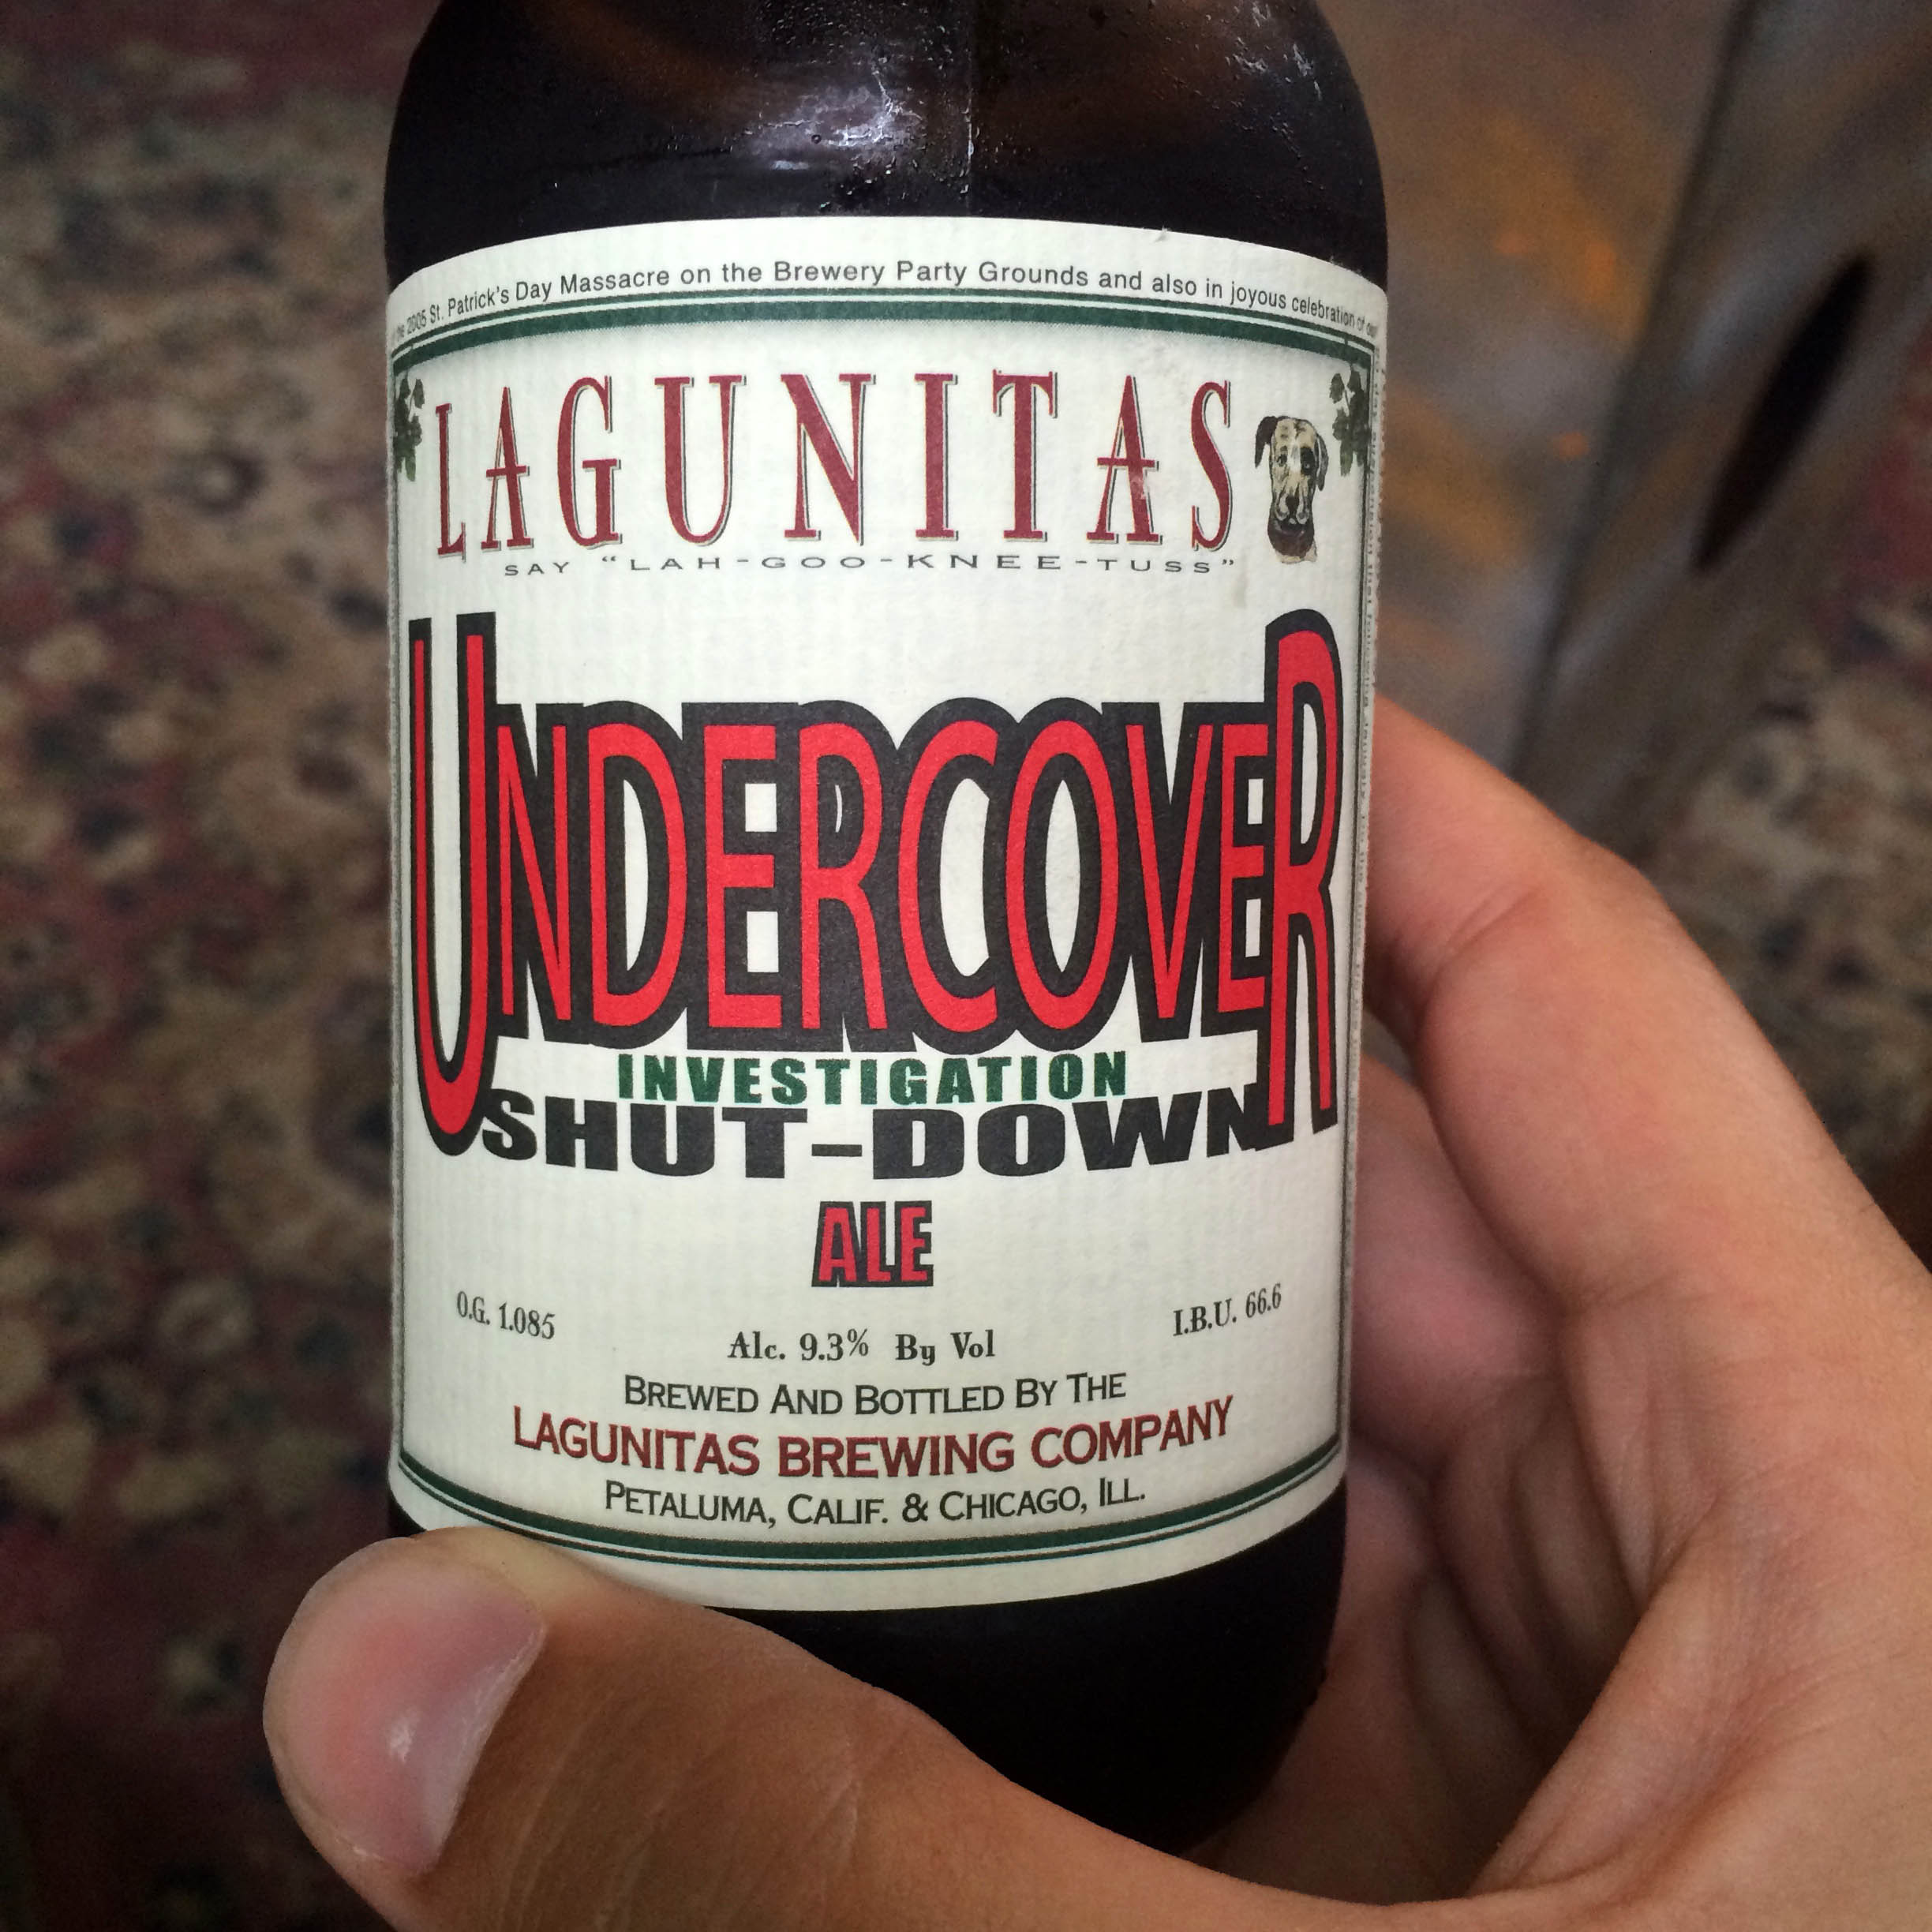 2005 St. Patrick's Day Massacre on the Brewery Party Grounds and also in joyous celebration of
LAGUNITAS
SAY "LAH-GOO-KNEE-TUSS"
UNDERCOVER
INVESTIGATION
SHUT-DOWN
ALE
O.G. 1.085
I.B.U. 66.6
Alc. 9.3% By Vol
BREWED AND BOTTLED BY THE
LAGUNITAS BREWING COMPANY
PETALUMA, CALIF. & CHICAGO, ILL.